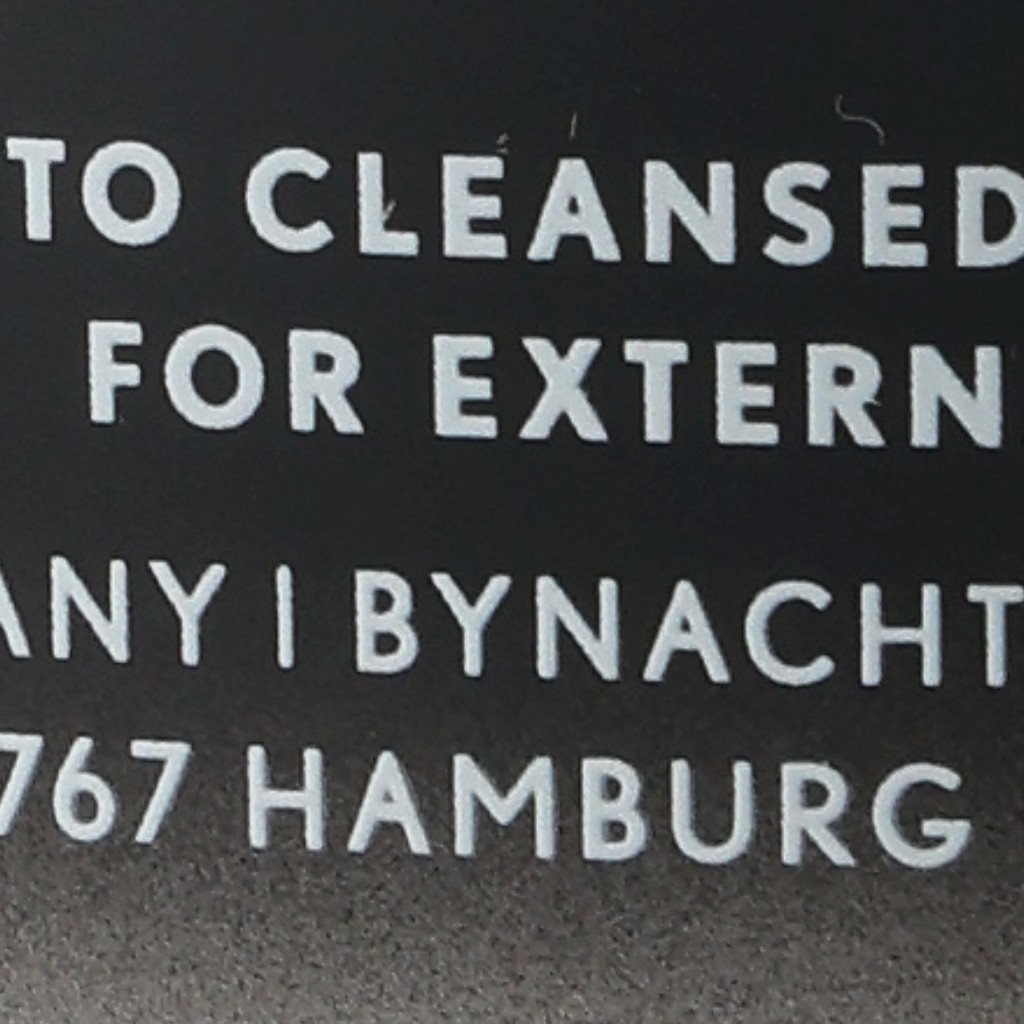 TO CLEANSED
FOR EXTERN
ANY | BYNACHT
767 HAMBURG